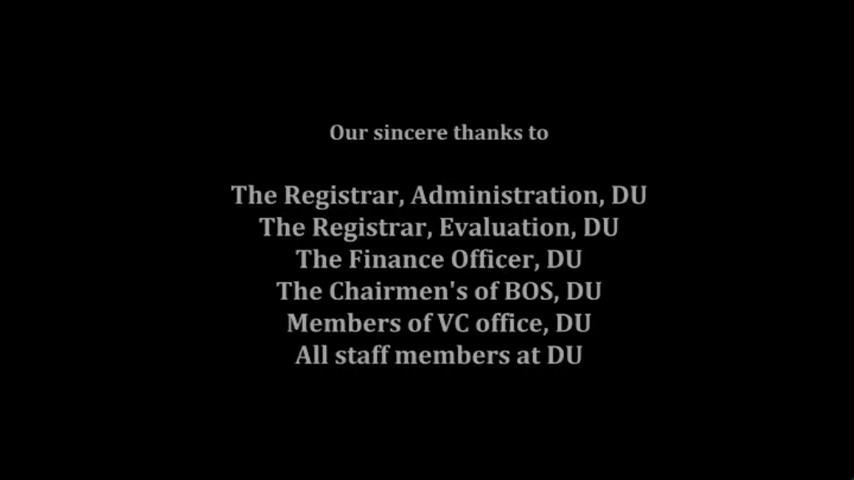 Our sincere thanks to
The Registrar, Administration, DU
The Registrar, Evaluation, DU
The Finance Officer, DU
The Chairmen's of BOS, DU
Members of VC office, DU
All staff members at DU